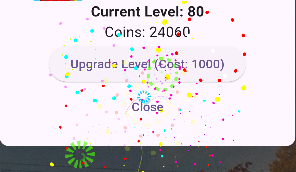 Current Level: 80
Coins: 24060
Upgrade Level (Cost: 1000)
Close